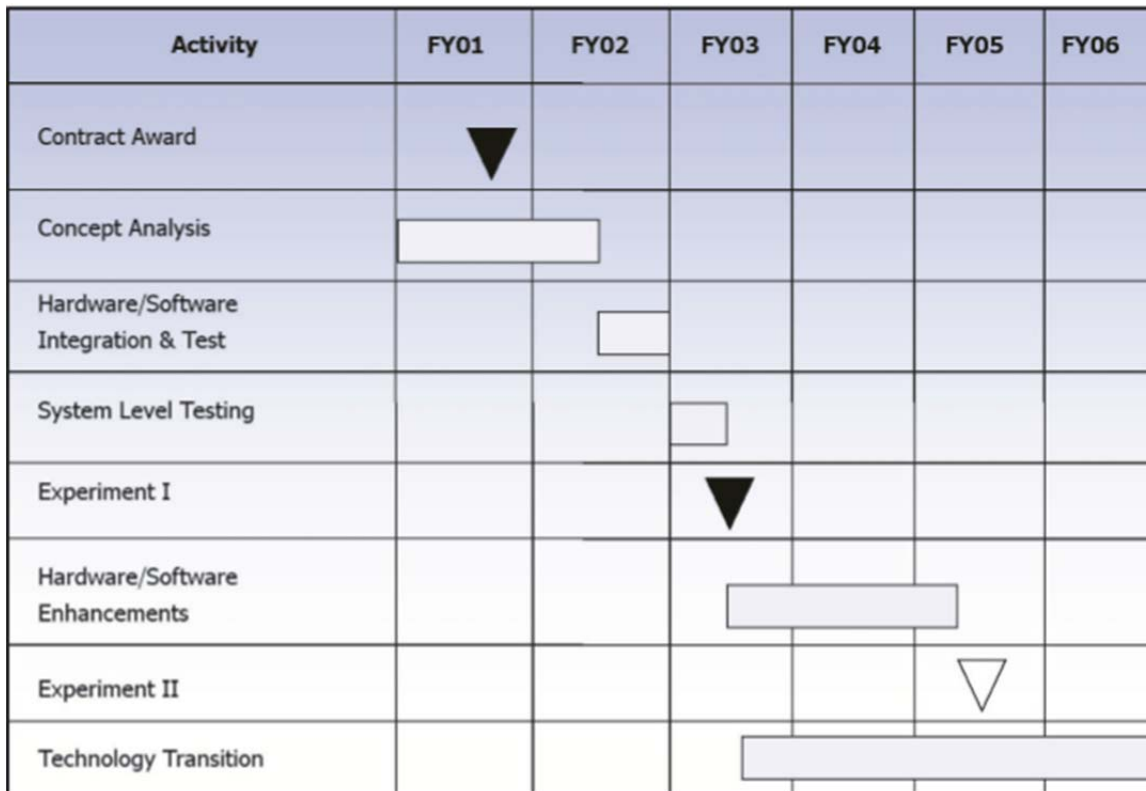 Activity FY01 FY02 FY03 FY04 FY05 FY06
Contract Award
Concept Analysis
Hardware/Software
Integration & Test
System Level Testing
Experiment I
Hardware/Software
Enhancements
Experiment II
Technology Transition